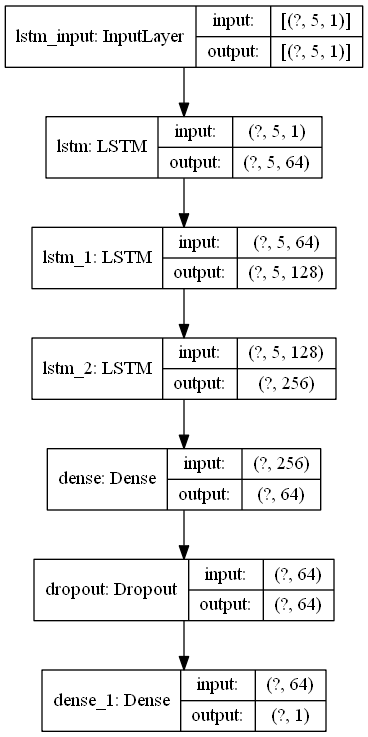 lstm_input: InputLayer
input:
[(?, 5, 1)]
output:
[(?, 5, 1)]
lstm: LSTM
input:
(?, 5, 1)
output:
(?, 5, 64)
lstm_1: LSTM
input:
(?, 5, 64)
output:
(?, 5, 128)
lstm_2: LSTM
input:
(?, 5, 128)
output:
(?, 256)
dense: Dense
input:
(?, 256)
output:
(?, 64)
dropout: Dropout
input:
(?, 64)
output:
(?, 64)
dense_1: Dense
input:
(?, 64)
output:
(?, 1)